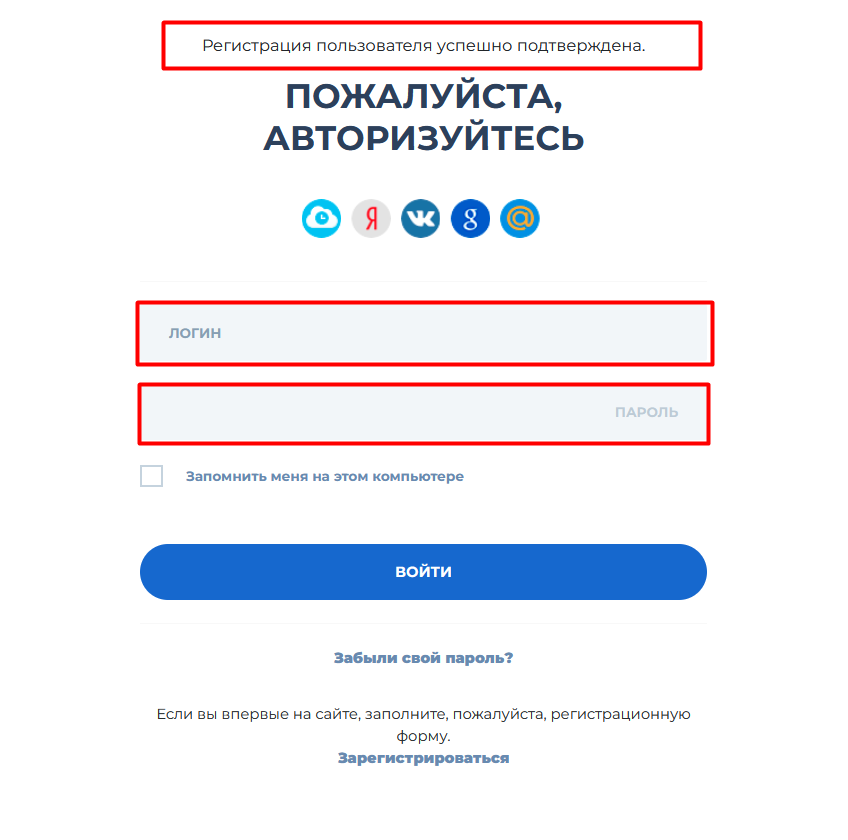 Регистрация пользователя успешно подтверждена.
ПОЖАЛУЙСТА,
АВТОРИЗУЙТЕСЬ
Я
g
@
ЛОГИН
ПАРОЛЬ
Запомнить меня на этом компьютере
ВОЙТИ
Забыли свой пароль?
Если вы впервые на сайте, заполните, пожалуйста, регистрационную
форму.
Зарегистрироваться